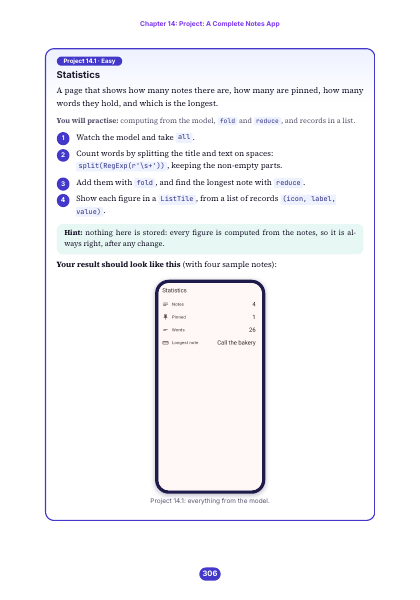 Chapter 14: Project: A Complete Notes App
Project 14.1 · Easy
Statistics
A page that shows how many notes there are, how many are pinned, how many
words they hold, and which is the longest.
You will practise: computing from the model, fold and reduce, and records in a list.
1 Watch the model and take all.
2 Count words by splitting the title and text on spaces:
split(RegExp(r'\s+')), keeping the non-empty parts.
3 Add them with fold, and find the longest note with reduce.
4 Show each figure in a ListTile, from a list of records (icon, label,
value).
Hint: nothing here is stored: every figure is computed from the notes, so it is al-
ways right, after any change.
Your result should look like this (with four sample notes):
Statistics
Notes 4
Pinned 1
Words 26
Longest note Call the bakery
Project 14.1: everything from the model.
306